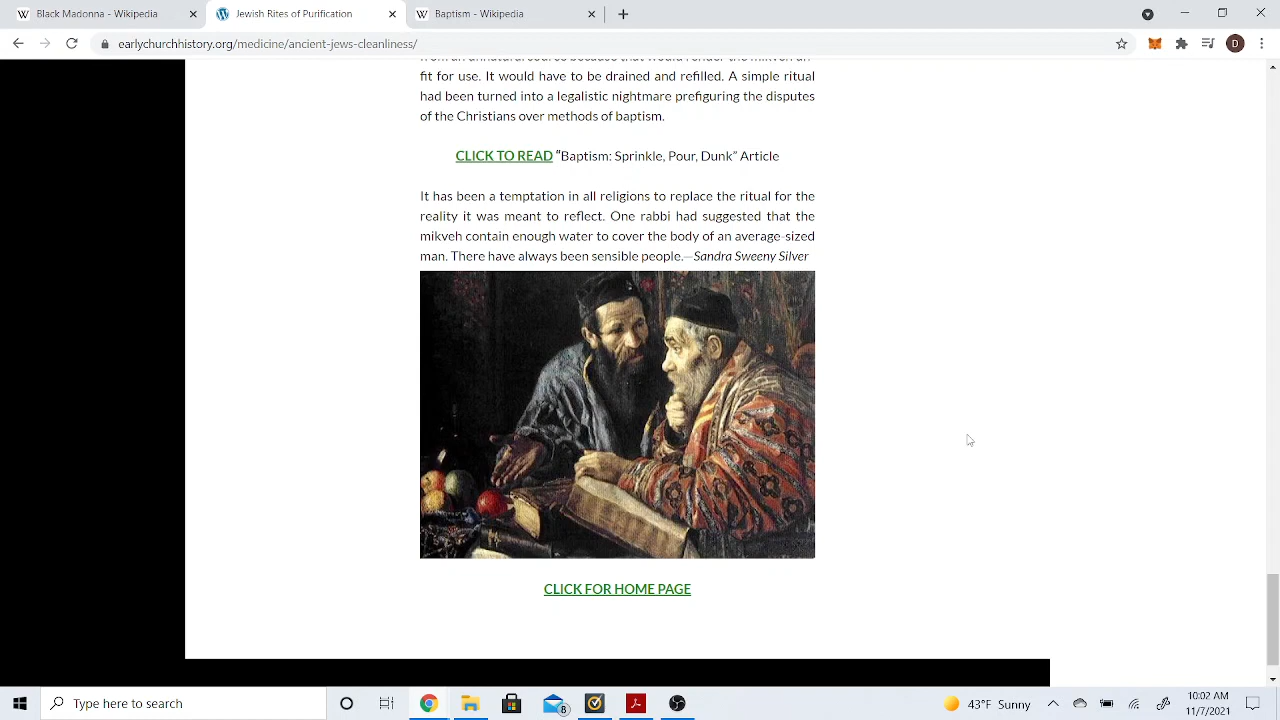 Black Madonna - Wikipedia
Jewish Rites of Purification
Baptism - Wikipedia
earlychurchistory.org/medicine/ancient-jews-cleanliness/
D
fit for use. It would have to be drained and refilled. A simple ritual
had been turned into a legalistic nightmare prefiguring the disputes
of the Christians over methods of baptism.
CLICK TO READ “Baptism: Sprinkle, Pour, Dunk” Article
It has been a temptation in all religions to replace the ritual for the
reality it was meant to reflect. One rabbi had suggested that the
mikveh contain enough water to cover the body of an average-sized
man. There have always been sensible people.—Sandra Sweeny Silver
CLICK FOR HOME PAGE
Type here to search
8
43°F Sunny
10:02 AM
11/7/2021